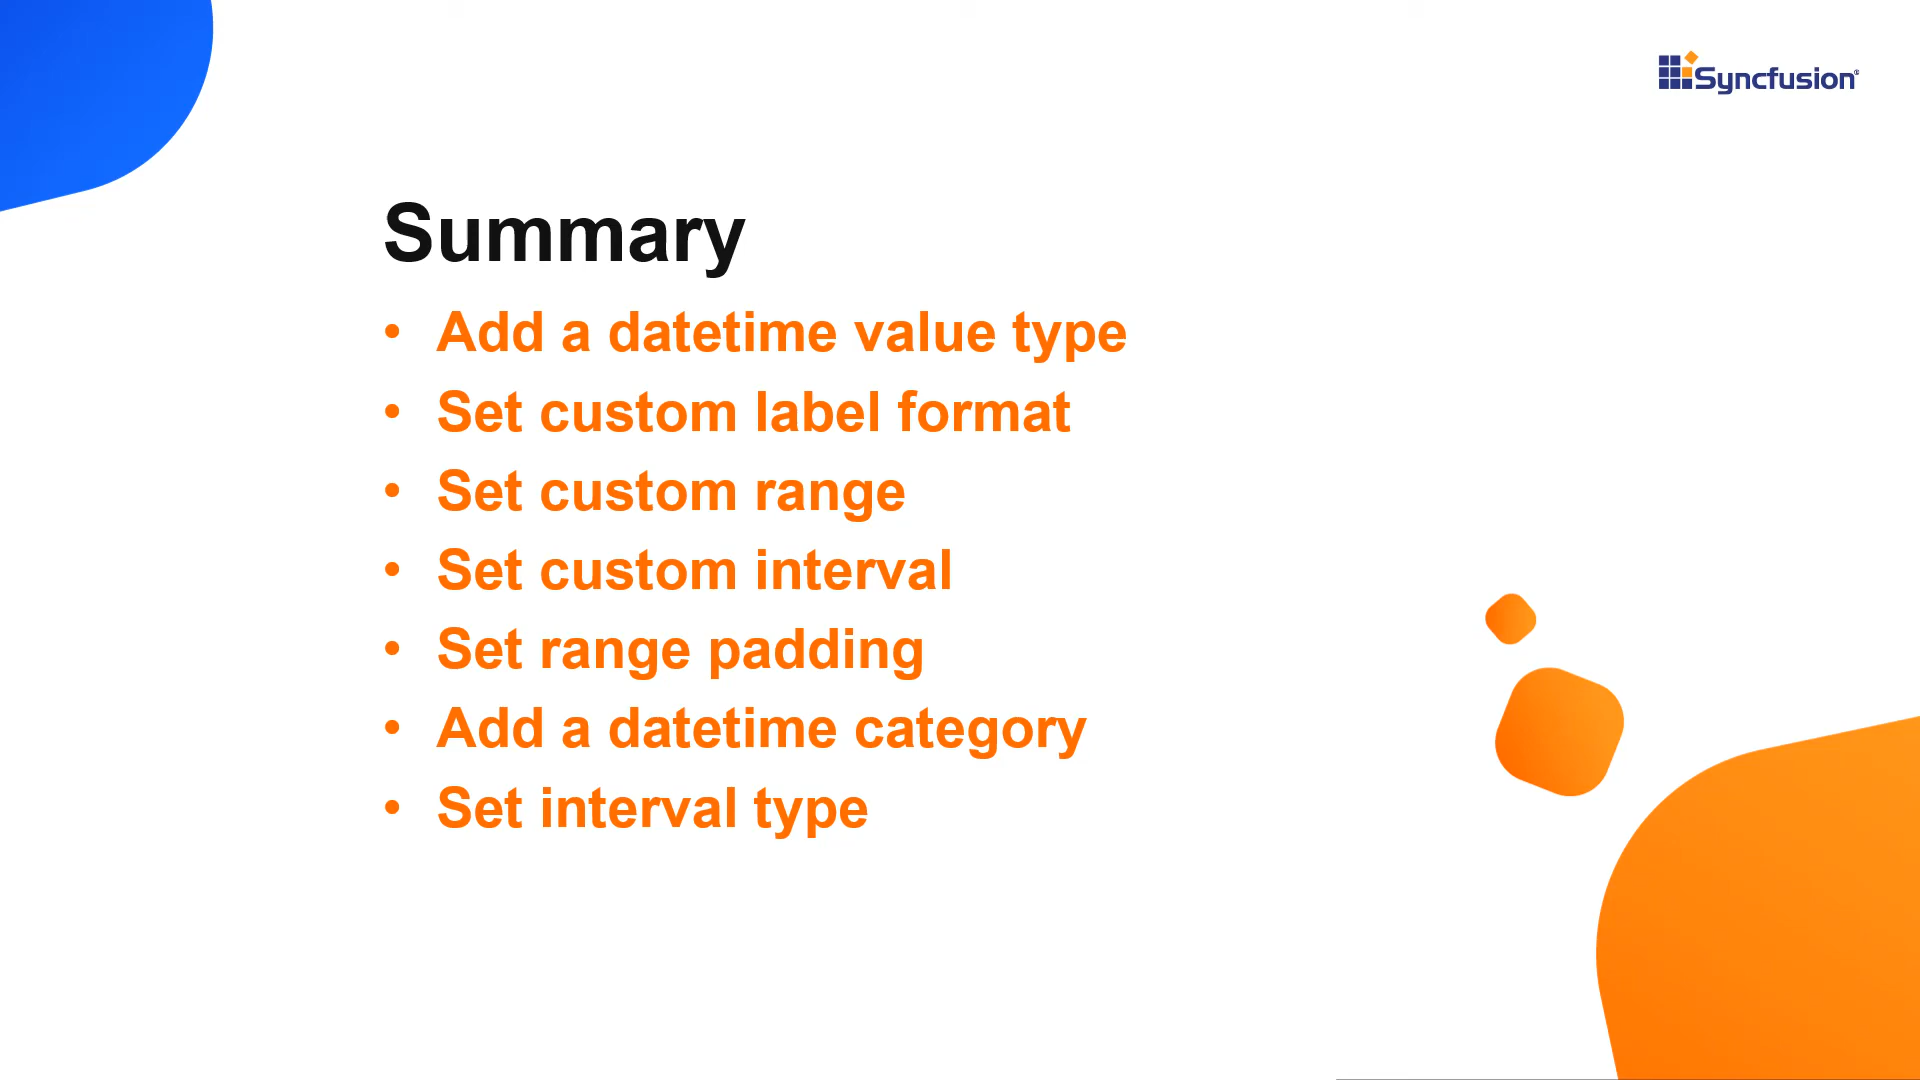 Syncfusion®
Summary
• Add a datetime value type
• Set custom label format
• Set custom range
• Set custom interval
• Set range padding
• Add a datetime category
• Set interval type